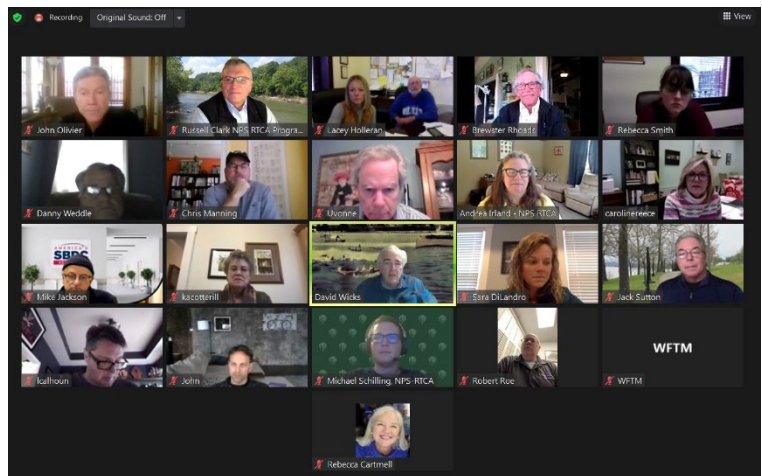 Recording
Original Sound: Off
View
John Olivier
Russell Clark NPS RTCA Progra...
Lacey Holleran
Brewster Rhoads
Rebecca Smith
Danny Weddle
Chris Manning
Uvonne
Andrea Irland - NPS RTCA
carolinereece
AMERICA'S
SBDC
Mike Jackson
kacotterill
David Wicks
Sara DiLandro
Jack Sutton
lcalhoun
John
Michael Schilling, NPS-RTCA
Robert Roe
WFTM
WFTM
Rebecca Cartmell